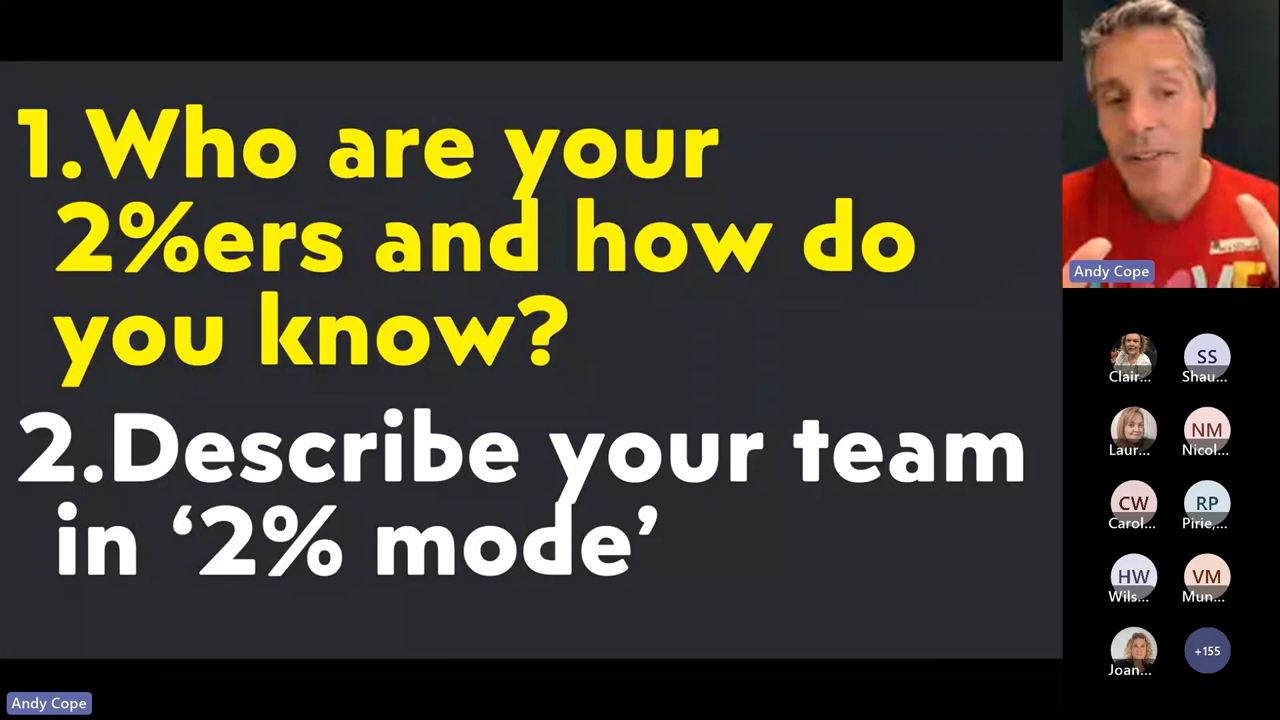 1.Who are your
2%ers and how do
you know?
2.Describe your team
in ‘2% mode’
Andy Cope
Andy Cope
Clair...
SS
Shau...
Laur...
NM
Nicol...
CW
Carol...
RP
Pirie,...
HW
Wils...
VM
Mun...
Joan...
+155